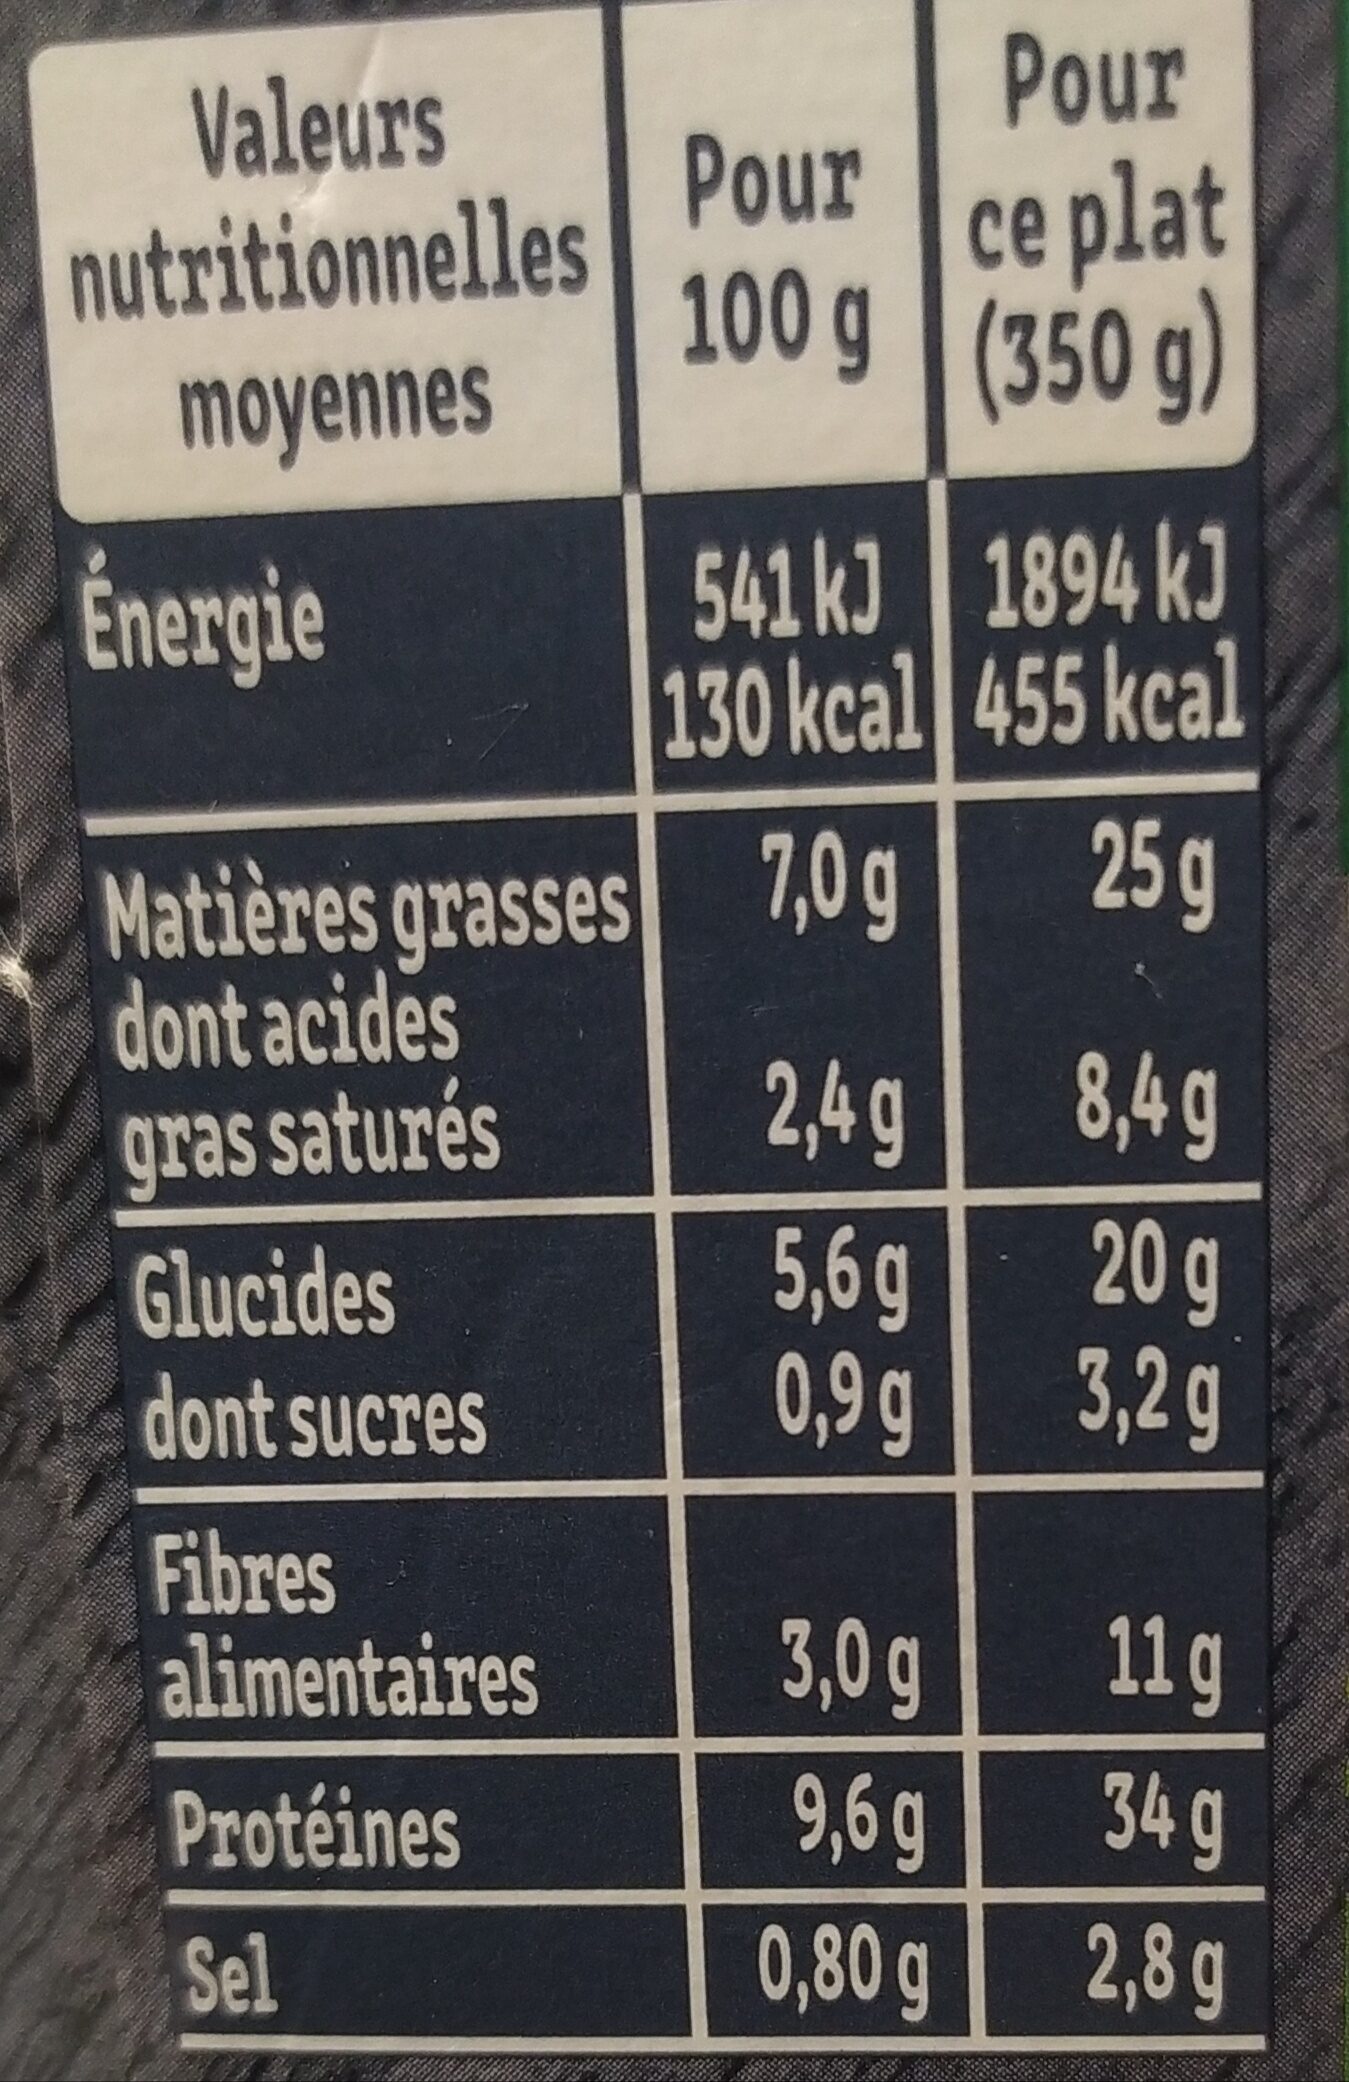 Valeurs nutritionnelles moyennes Pour 100 g Pour ce plat (350 g)
Énergie 541 kJ 1894 kJ
130 kcal 455 kcal
Matières grasses 7,0 g 25 g
dont acides
gras saturés 2,4 g 8,4 g
Glucides 5,6 g 20 g
dont sucres 0,9 g 3,2 g
Fibres
alimentaires 3,0 g 11 g
Protéines 9,6 g 34 g
Sel 0,80 g 2,8 g